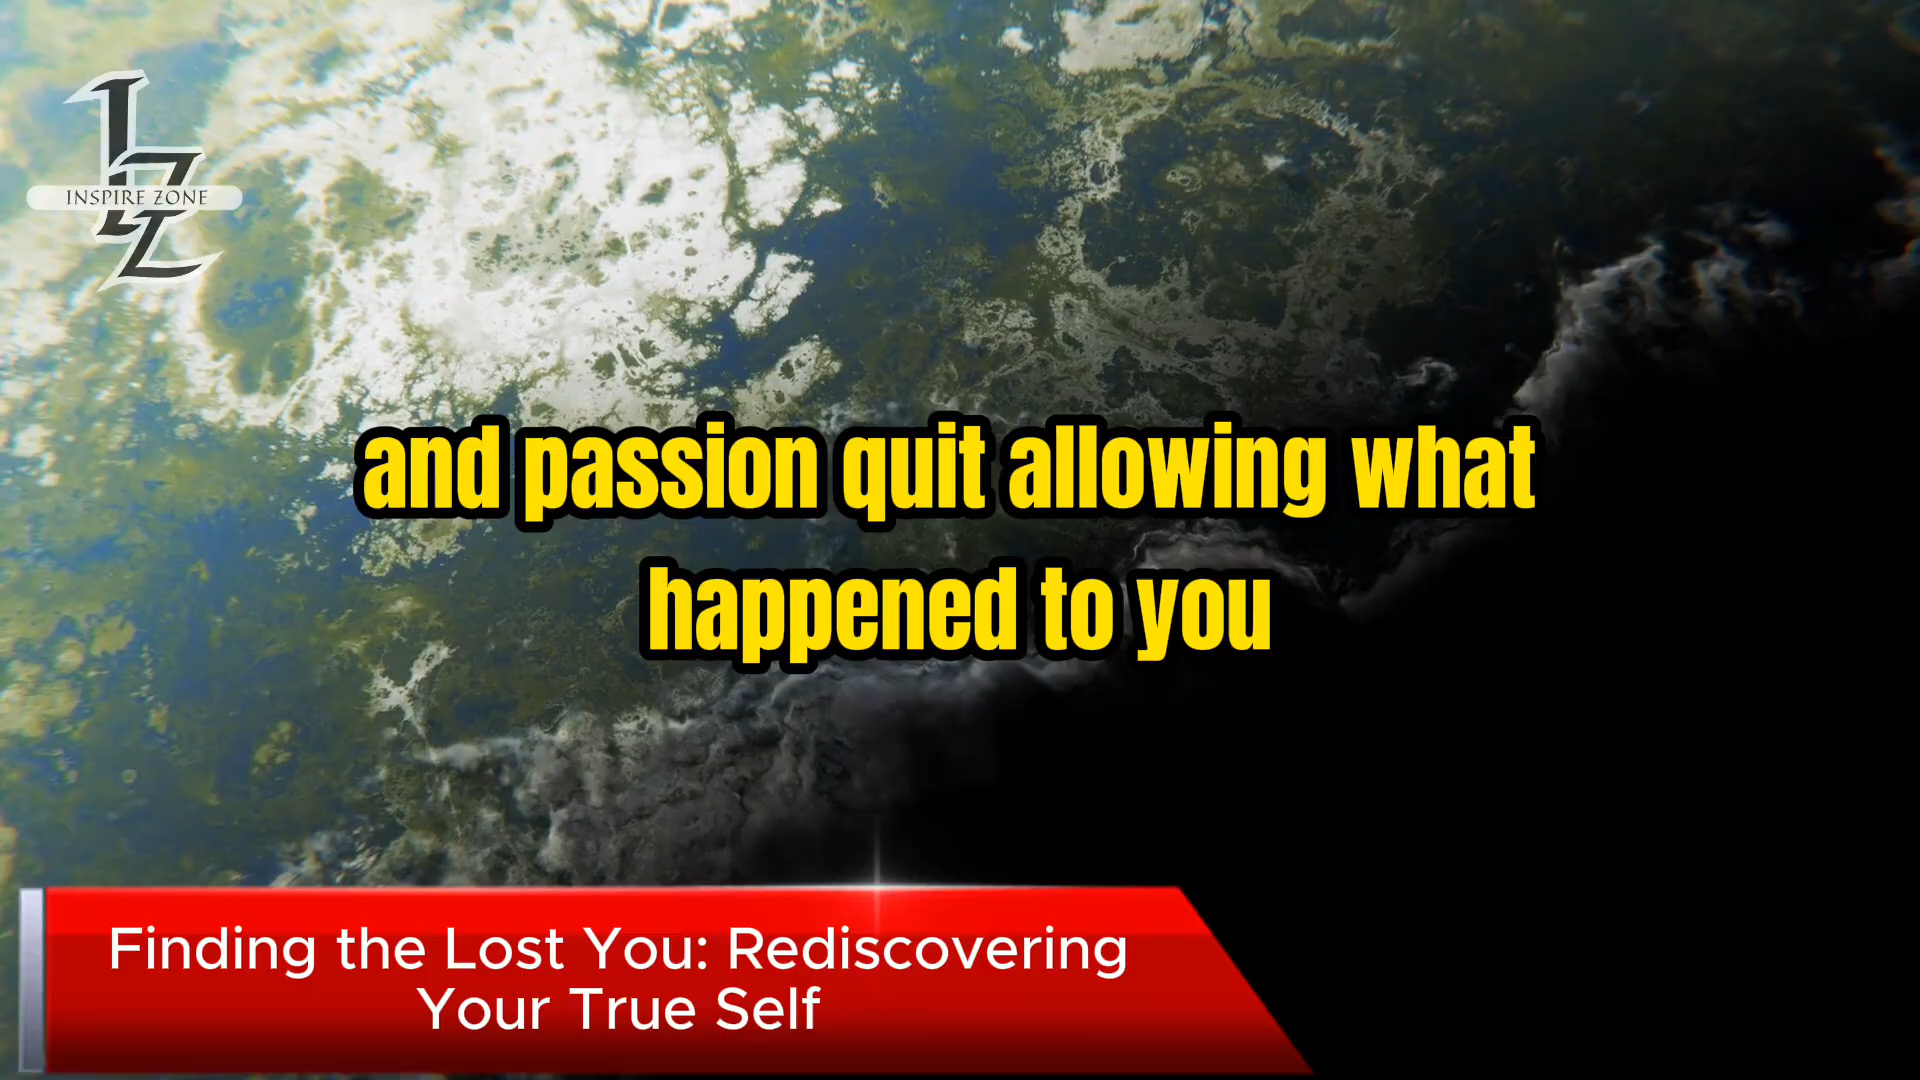 INSPIRE ZONE
and passion quit allowing what
happened to you
Finding the Lost You: Rediscovering
Your True Self